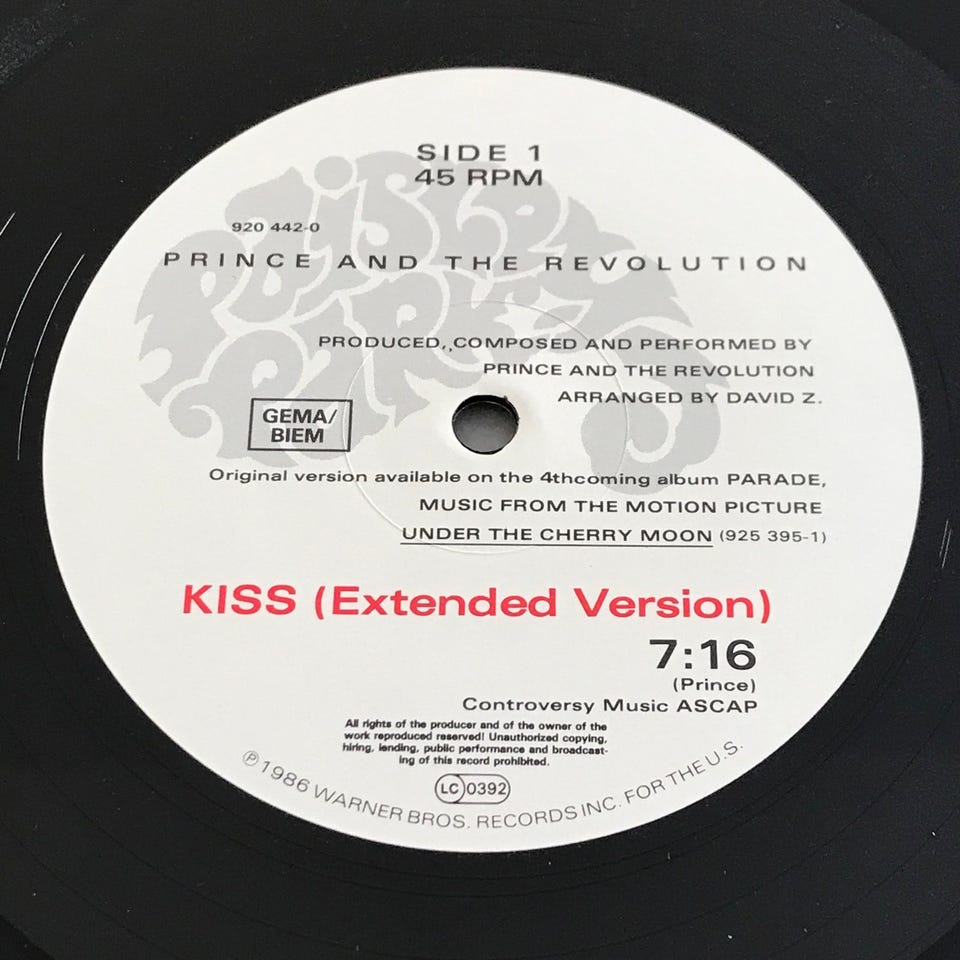 SIDE 1
45 RPM
920 442-0
PAISLEY
PARK
PRINCE AND THE REVOLUTION
PRODUCED,,COMPOSED AND PERFORMED BY
PRINCE AND THE REVOLUTION
ARRANGED BY DAVID Z.
GEMA/
BIEM
Original version available on the 4thcoming album PARADE,
MUSIC FROM THE MOTION PICTURE
UNDER THE CHERRY MOON (925 395-1)
KISS (Extended Version)
7:16
(Prince)
Controversy Music ASCAP
All rights of the producer and of the owner of the
work reproduced reserved! Unauthorized copying,
hiring, lending, public performance and broadcast-
ing of this record prohibited.
LC 0392
℗ 1986 WARNER BROS. RECORDS INC. FOR THE U.S.